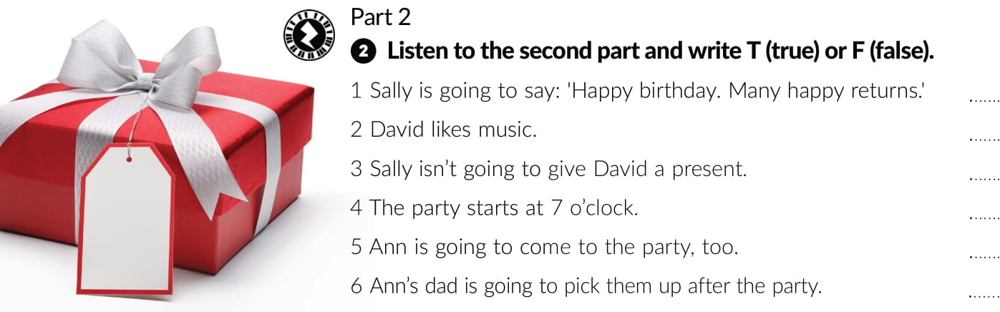 Part 2
2 Listen to the second part and write T (true) or F (false).
1 Sally is going to say: 'Happy birthday. Many happy returns.' .......
2 David likes music. .......
3 Sally isn’t going to give David a present. .......
4 The party starts at 7 o’clock. .......
5 Ann is going to come to the party, too. .......
6 Ann’s dad is going to pick them up after the party. .......